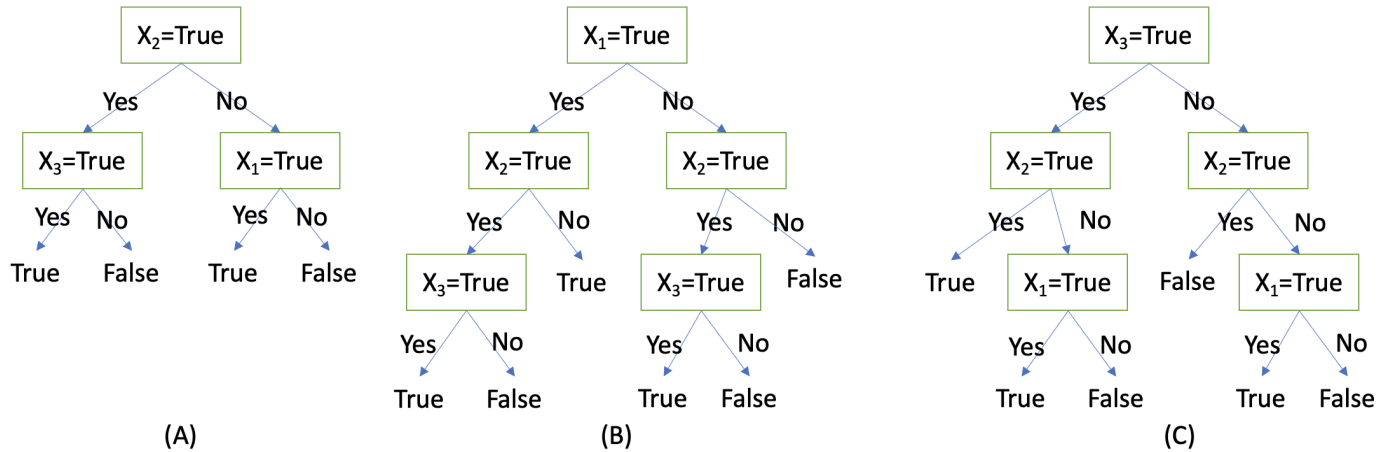 X₂=True
X₁=True
X₃=True
Yes
No
Yes
No
Yes
No
X₃=True
X₁=True
X₂=True
X₂=True
X₂=True
X₂=True
Yes
No
Yes
No
Yes
No
Yes
No
Yes
No
Yes
No
True
False
True
False
X₃=True
True
X₃=True
False
True
X₁=True
False
X₁=True
Yes
No
Yes
No
Yes
No
Yes
No
True
False
True
False
True
False
True
False
(A)
(B)
(C)